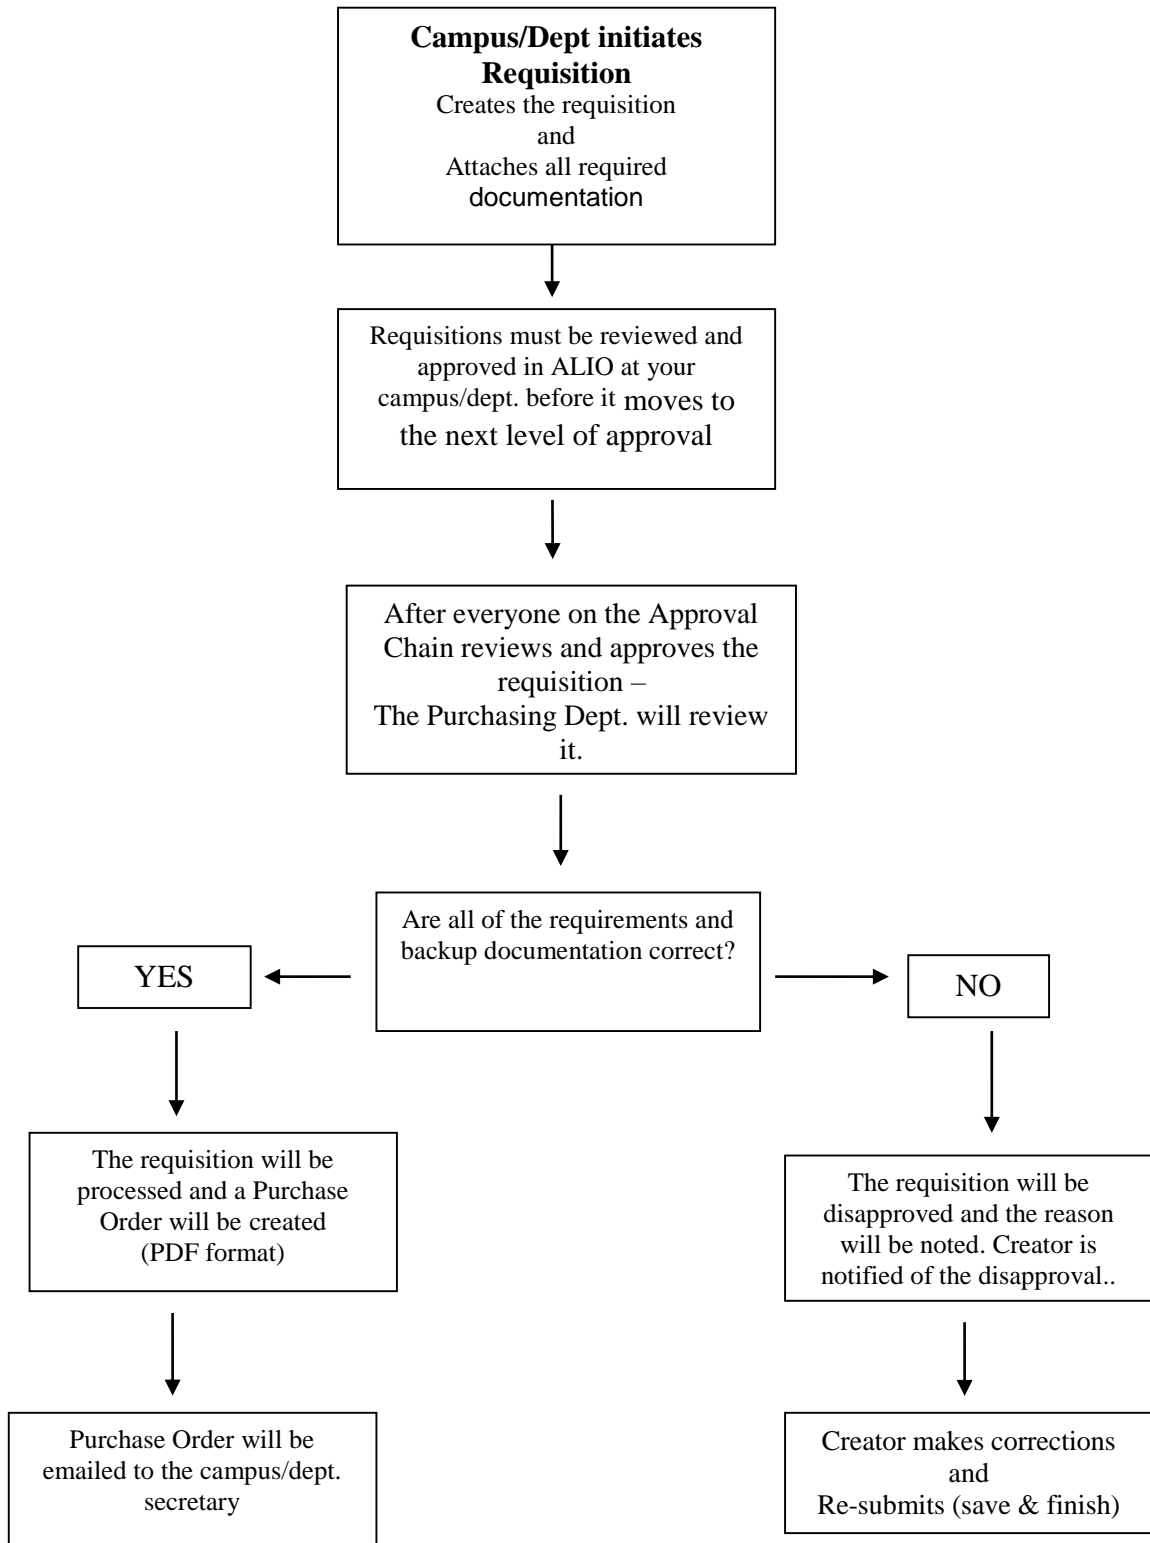 Campus/Dept initiates
Requisition
Creates the requisition
and
Attaches all required
documentation
Requisitions must be reviewed and
approved in ALIO at your
campus/dept. before it moves to
the next level of approval
After everyone on the Approval
Chain reviews and approves the
requisition –
The Purchasing Dept. will review
it.
Are all of the requirements and
backup documentation correct?
YES
NO
The requisition will be
processed and a Purchase
Order will be created
(PDF format)
The requisition will be
disapproved and the reason
will be noted. Creator is
notified of the disapproval..
Purchase Order will be
emailed to the campus/dept.
secretary
Creator makes corrections
and
Re-submits (save & finish)